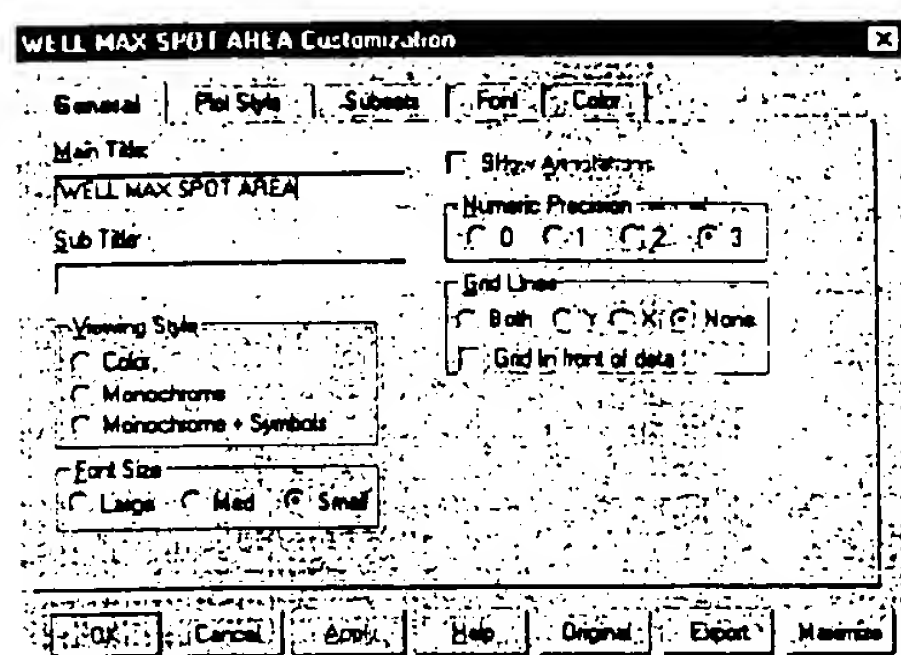 WELL MAX SPOT AREA Customization
General Plot Style Subsets Font Color
Main Title:
WELL MAX SPOT AREA
Sub Title:
Viewing Style
Color
Monochrome
Monochrome + Symbols
Font Size
Large Med Small
Show Annotations
Numeric Precision
0 1 2 3
Grid Lines
Both Y X None
Grid in front of data
OK Cancel Apply Help Original Export Maximize